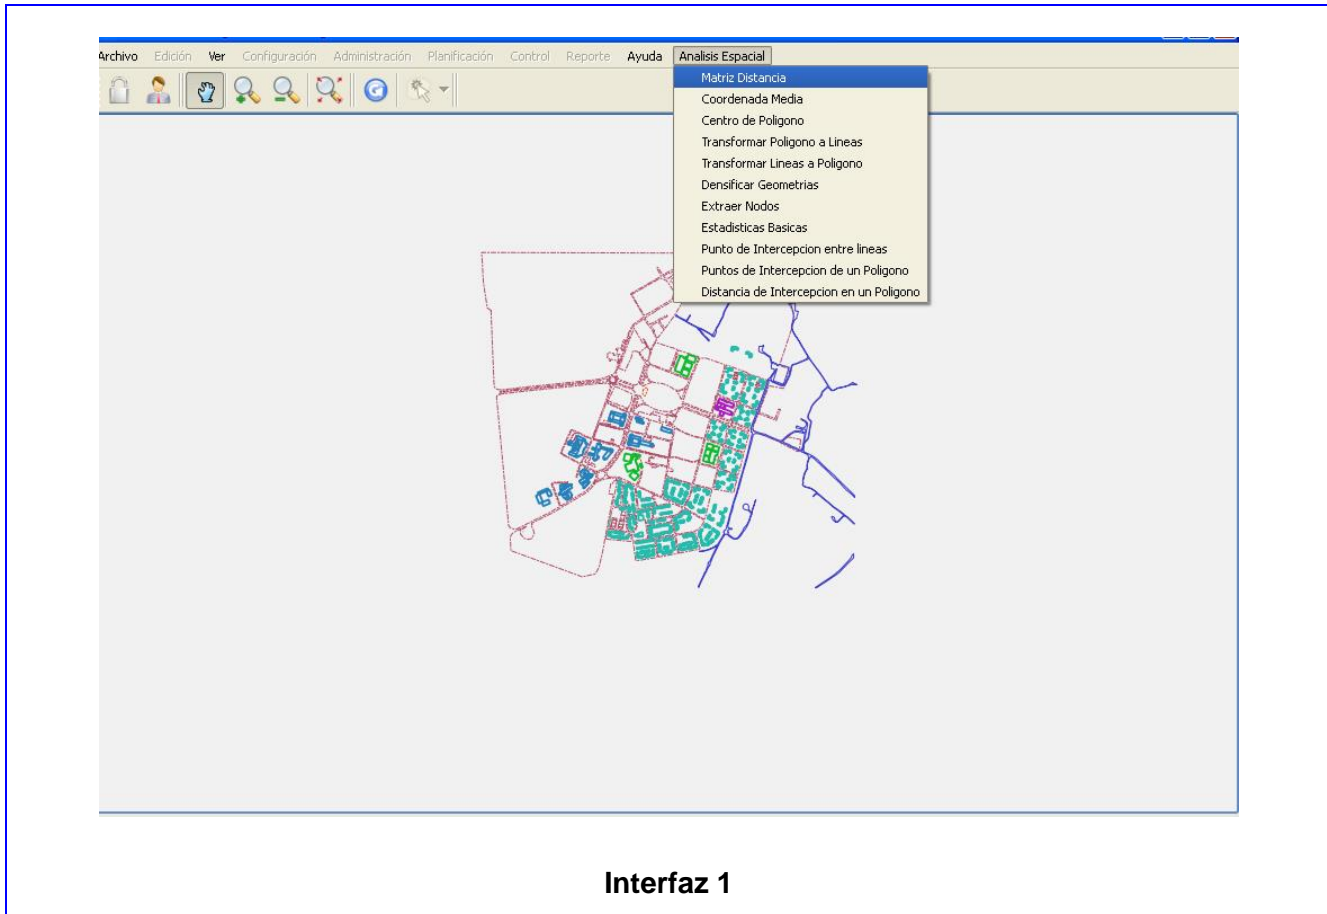 Archivo Edición Ver Configuración Administración Planificación Control Reporte Ayuda Analisis Espacial
Matriz Distancia
Coordenada Media
Centro de Poligono
Transformar Poligono a Lineas
Transformar Lineas a Poligono
Densificar Geometrias
Extraer Nodos
Estadisticas Basicas
Punto de Intercepcion entre lineas
Puntos de Intercepcion de un Poligono
Distancia de Intercepcion en un Poligono
Interfaz 1